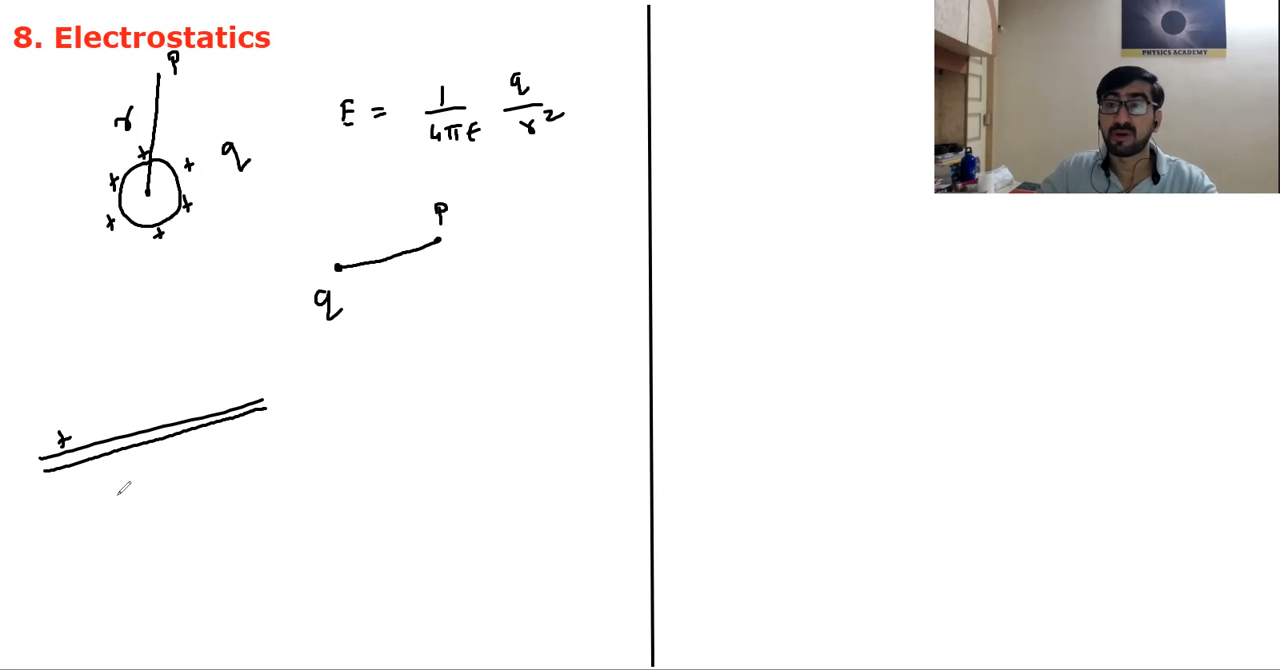 8. Electrostatics
P
r
+ + + + + + q
E = 1/4πε q/r²
P
q
+
PHYSICS ACADEMY